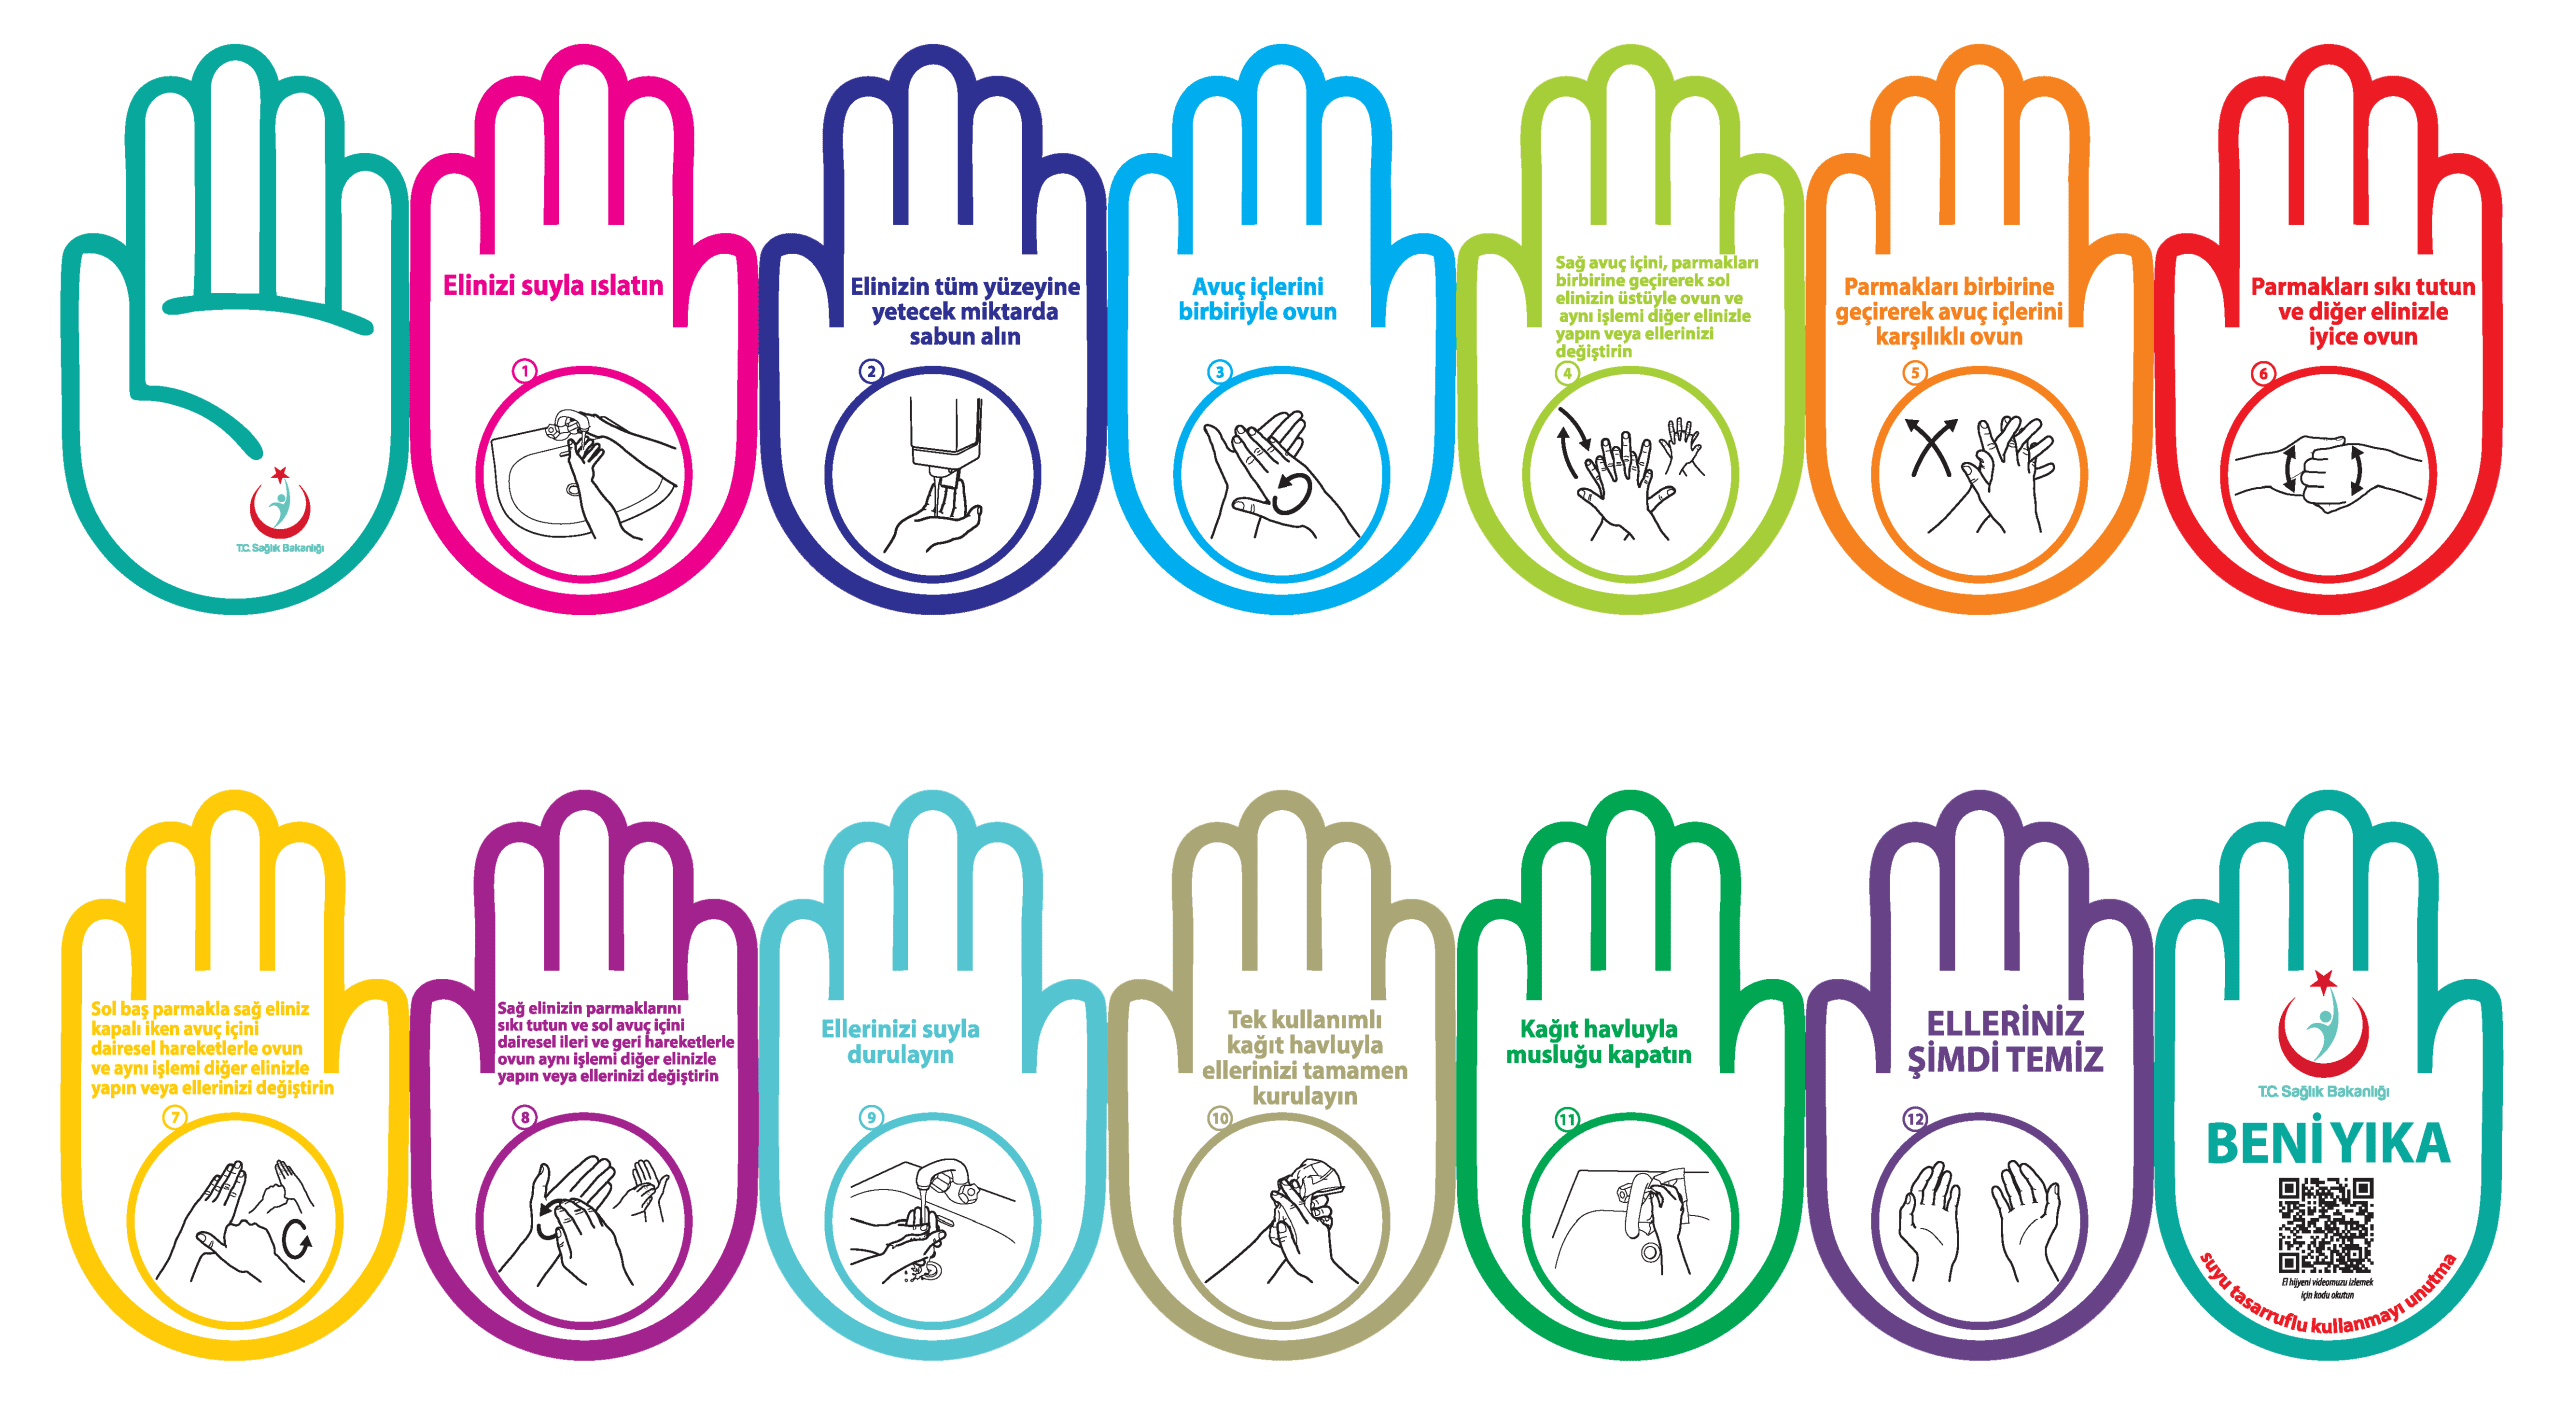 T.C. Sağlık Bakanlığı
Elinizi suyla ıslatın
1
Elinizin tüm yüzeyine
yetecek miktarda
sabun alın
2
Avuç içlerini
birbiriyle ovun
3
Sağ avuç içini, parmakları
birbirine geçirerek sol
elinizin üstüyle ovun ve
aynı işlemi diğer elinizle
yapın veya ellerinizi
değiştirin
4
Parmakları birbirine
geçirerek avuç içlerini
karşılıklı ovun
5
Parmakları sıkı tutun
ve diğer elinizle
iyice ovun
6
Sol baş parmakla sağ eliniz
kapalı iken avuç içini
dairesel hareketlerle ovun
ve aynı işlemi diğer elinizle
yapın veya ellerinizi değiştirin
7
Sağ elinizin parmaklarını
sıkı tutun ve sol avuç içini
dairesel ileri ve geri hareketlerle
ovun aynı işlemi diğer elinizle
yapın veya ellerinizi değiştirin
8
Ellerinizi suyla
durulayın
9
Tek kullanımlı
kağıt havluyla
ellerinizi tamamen
kurulayın
10
Kağıt havluyla
musluğu kapatın
11
ELLERİNİZ
ŞİMDİ TEMİZ
12
T.C. Sağlık Bakanlığı
BENİ YIKA
El hijyeni videomuzu izlemek
için kodu okutun
suyu tasarruflu kullanmayı unutma